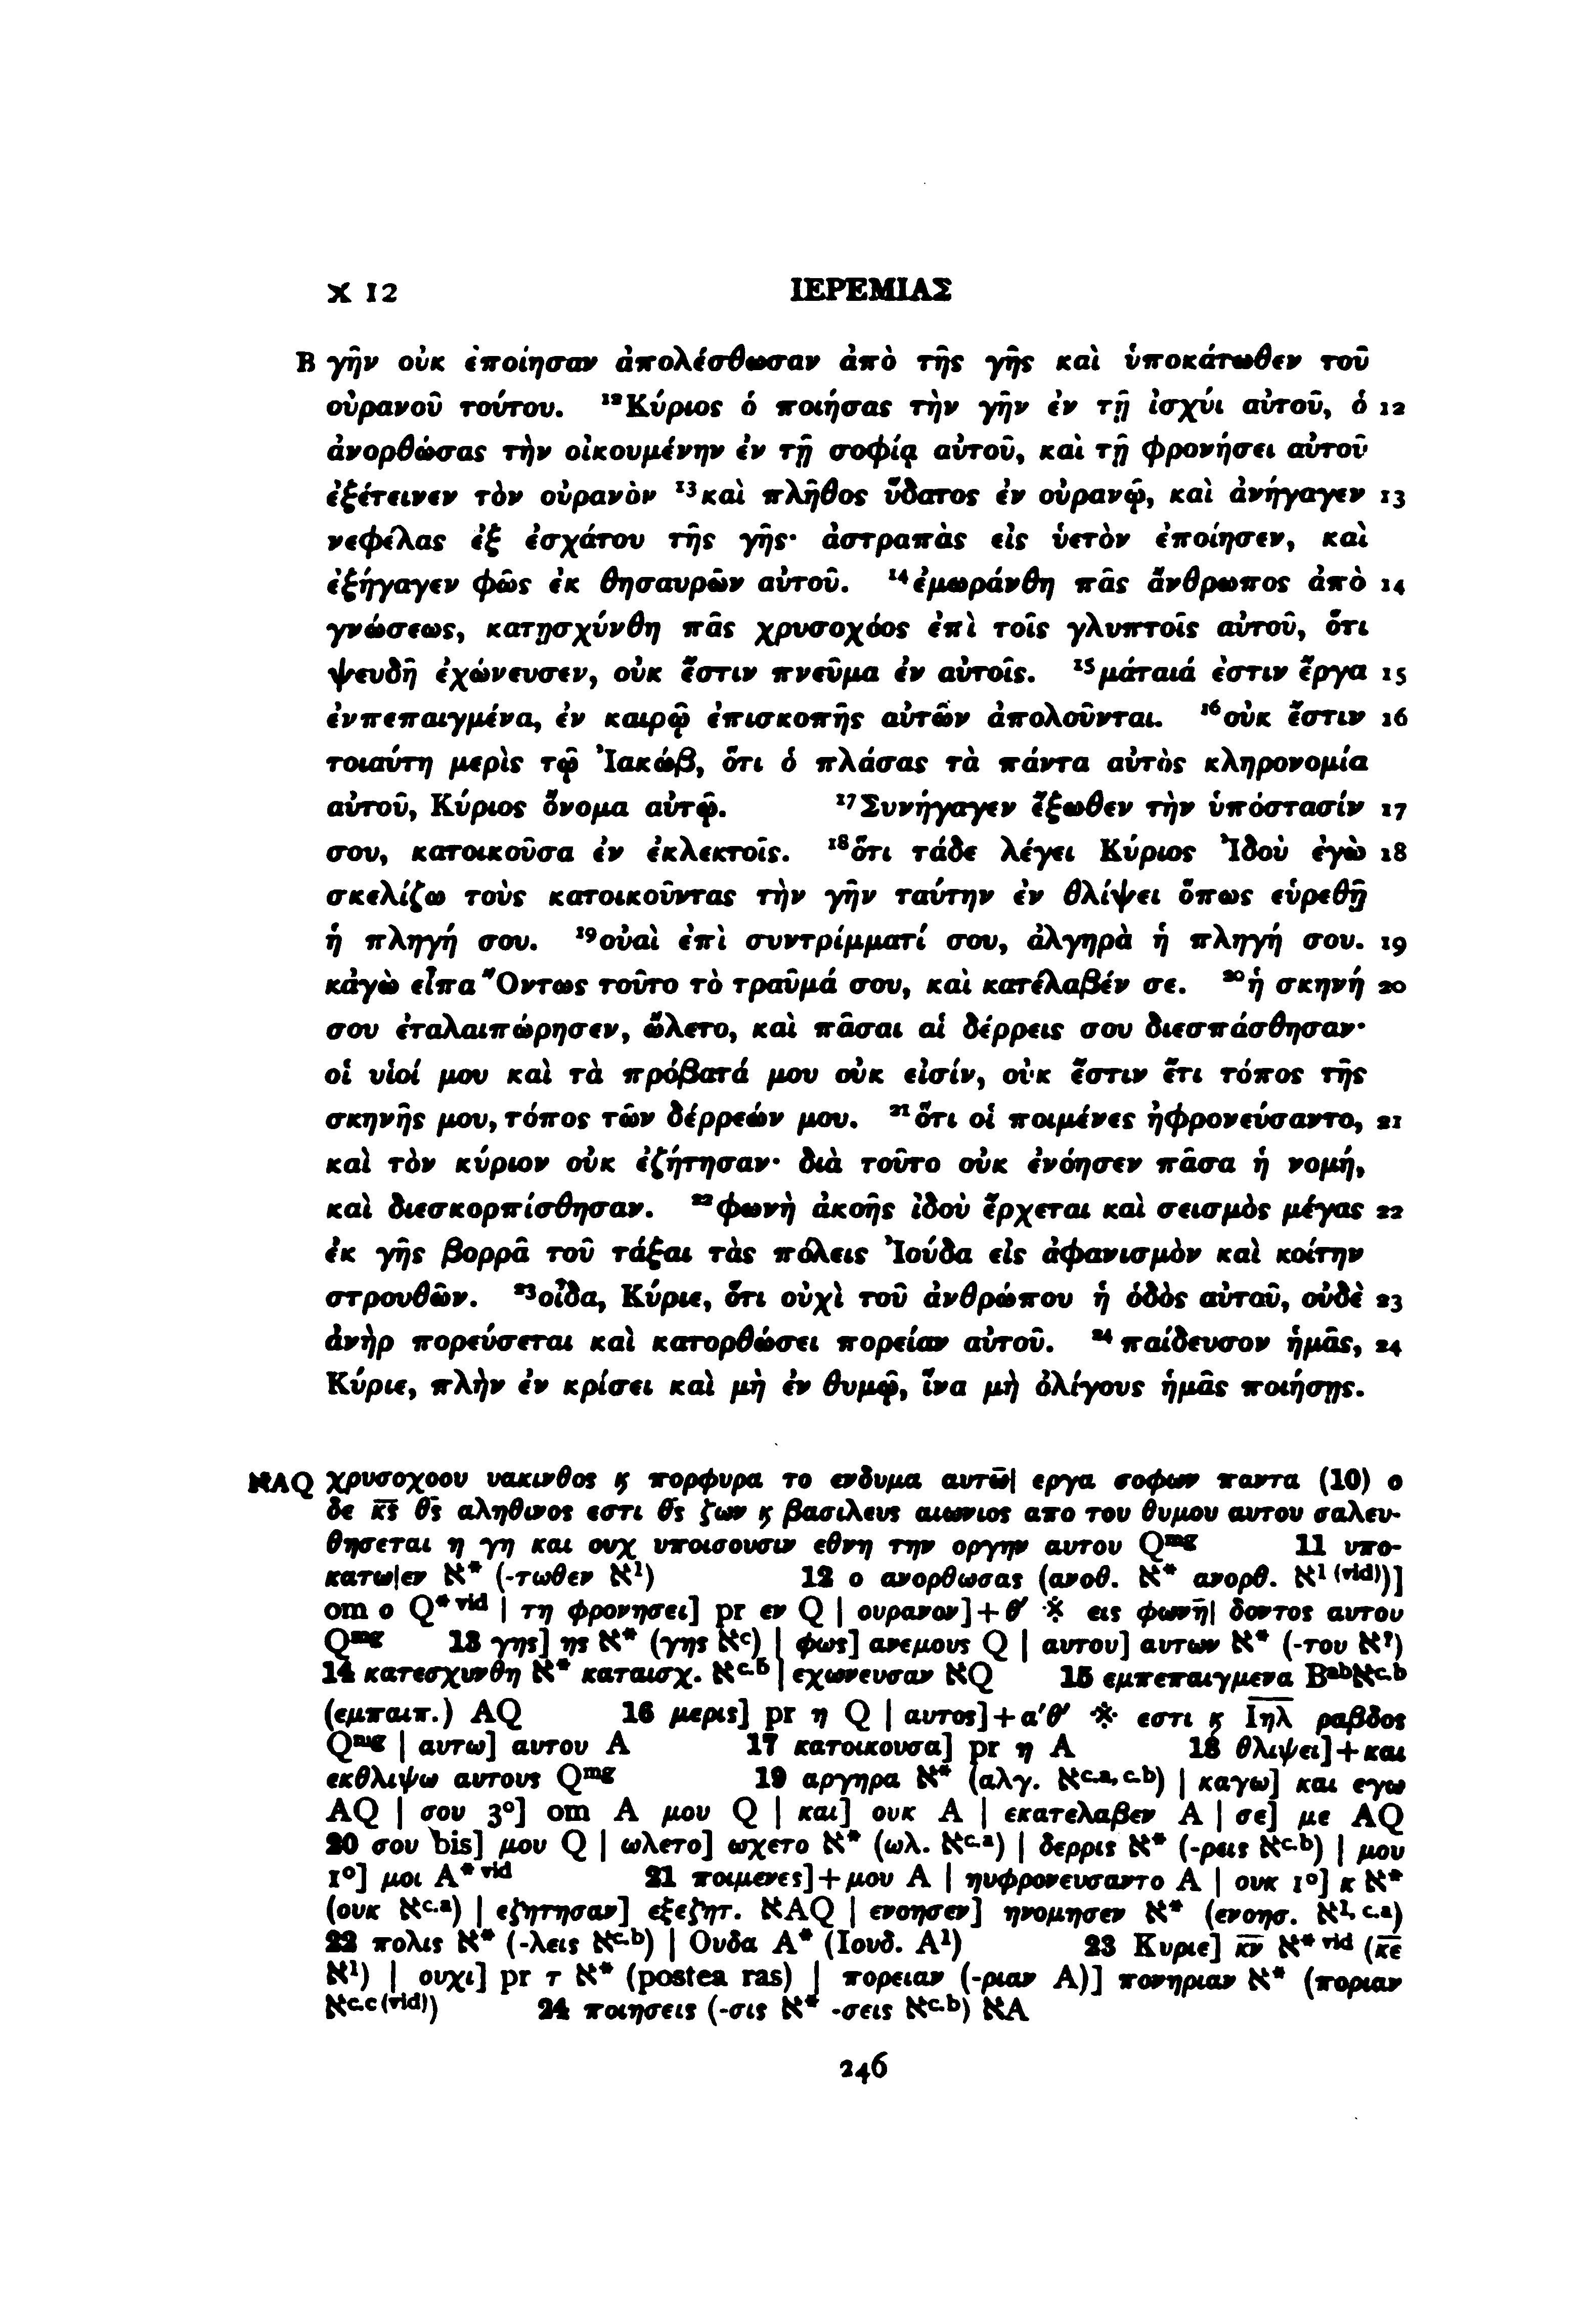 X 12 ΙΕΡΕΜΙΑΣ
B γῆν οὐκ ἐποίησαν ἀπολέσθωσαν ἀπὸ τῆς γῆς καὶ ὑποκάτωθεν τοῦ
οὐρανοῦ τούτου. ¹²Κύριος ὁ ποιήσας τὴν γῆν ἐν τῇ ἰσχύι αὐτοῦ, ὁ 12
ἀνορθώσας τὴν οἰκουμένην ἐν τῇ σοφίᾳ αὐτοῦ, καὶ τῇ φρονήσει αὐτοῦ
ἐξέτεινεν τὸν οὐρανὸν ¹³καὶ πλῆθος ὕδατος ἐν οὐρανῷ, καὶ ἀνήγαγεν 13
νεφέλας ἐξ ἐσχάτου τῆς γῆς· ἀστραπὰς εἰς ὑετὸν ἐποίησεν, καὶ
ἐξήγαγεν φῶς ἐκ θησαυρῶν αὐτοῦ. ¹⁴ἐμωράνθη πᾶς ἄνθρωπος ἀπὸ 14
γνώσεως, κατῃσχύνθη πᾶς χρυσοχόος ἐπὶ τοῖς γλυπτοῖς αὐτοῦ, ὅτι
ψευδῆ ἐχώνευσεν, οὐκ ἔστιν πνεῦμα ἐν αὐτοῖς. ¹⁵μάταιά ἐστιν ἔργα 15
ἐνπεπαιγμένα, ἐν καιρῷ ἐπισκοπῆς αὐτῶν ἀπολοῦνται. ¹⁶οὐκ ἔστιν 16
τοιαύτη μερὶς τῷ Ἰακώβ, ὅτι ὁ πλάσας τὰ πάντα αὐτὸς κληρονομία
αὐτοῦ, Κύριος ὄνομα αὐτῷ. ¹⁷Συνήγαγεν ἔξωθεν τὴν ὑπόστασίν 17
σου, κατοικοῦσα ἐν ἐκλεκτοῖς. ¹⁸ὅτι τάδε λέγει Κύριος Ἰδοὺ ἐγὼ 18
σκελίζω τοὺς κατοικοῦντας τὴν γῆν ταύτην ἐν θλίψει ὅπως εὑρεθῇ
ἡ πληγή σου. ¹⁹οὐαὶ ἐπὶ συντρίμματί σου, ἀλγηρὰ ἡ πληγή σου. 19
κἀγὼ εἶπα Ὄντως τοῦτο τὸ τραῦμά σου, καὶ κατέλαβέν σε. ²⁰ἡ σκηνή 20
σου ἐταλαιπώρησεν, ὤλετο, καὶ πᾶσαι αἱ δέρρεις σου διεσπάσθησαν·
οἱ υἱοί μου καὶ τὰ πρόβατά μου οὐκ εἰσίν, οὐκ ἔστιν ἔτι τόπος τῆς
σκηνῆς μου, τόπος τῶν δέρρεών μου. ²¹ὅτι οἱ ποιμένες ἠφρονεύσαντο, 21
καὶ τὸν κύριον οὐκ ἐζήτησαν· διὰ τοῦτο οὐκ ἐνόησεν πᾶσα ἡ νομή,
καὶ διεσκορπίσθησαν. ²²φωνὴ ἀκοῆς ἰδοὺ ἔρχεται καὶ σεισμὸς μέγας 22
ἐκ γῆς βορρᾶ τοῦ τάξαι τὰς πόλεις Ἰούδα εἰς ἀφανισμὸν καὶ κοίτην
στρουθῶν. ²³οἶδα, Κύριε, ὅτι οὐχὶ τοῦ ἀνθρώπου ἡ ὁδὸς αὐτοῦ, οὐδὲ 23
ἀνὴρ πορεύσεται καὶ κατορθώσει πορείαν αὐτοῦ. ²⁴παίδευσον ἡμᾶς, 24
Κύριε, πλὴν ἐν κρίσει καὶ μὴ ἐν θυμῷ, ἵνα μὴ ὀλίγους ἡμᾶς ποιήσῃς.
ℵAQ χρυσοχοου υακινθος ϗ πορφυρα το ενδυμα αυτω̅| εργα σοφων παντα (10) ο
δε κ̅ς̅ θ̅ς̅ αληθινος εστι θ̅ς̅ ζων ϗ βασιλευς αιωνιος απο του θυμου αυτου σαλευ-
θησεται η γη και ουχ υποισουσιν εθνη την οργην αυτου Qᵐᵍ 11 υπο-
κατω|εν ℵ* (-τωθεν ℵ¹) 12 ο ανορθωσας (ανοθ. ℵ* ανορθ. ℵ¹⁽ᵛⁱᵈ⁾)]
om ο Q*ᵛⁱᵈ | τη φρονησει] pr εν Q | ουρανον]+θ′ ※ εις φωνη̅| δοντος αυτου
Qᵐᵍ 13 γης] ης ℵ* (γης ℵᶜ) | φως] ανεμους Q | αυτου] αυτων ℵ* (-του ℵ?)
14 κατεσχυνθη ℵ* καταισχ. ℵᶜ·ᵇ | εχωνευσαν ℵQ 15 εμπεπαιγμενα Bᵃᵇℵᶜ·ᵇ
(εμπαιπ.) AQ 16 μερις] pr η Q | αυτος]+α′θ′ ※ εστι ϗ Ι̅η̅λ̅ ραβδος
Qᵐᵍ | αυτω] αυτου A 17 κατοικουσα] pr η A 18 θλιψει]+και
εκθλιψω αυτους Qᵐᵍ 19 αργηρα ℵ* (αλγ. ℵᶜ·ᵃ, ᶜ·ᵇ) | καγω] και εγω
AQ | σου 3°] om A μου Q | και] ουκ A | εκατελαβεν A | σε] με AQ
20 σου bis] μου Q | ωλετο] ωχετο ℵ* (ωλ. ℵᶜ·ᵃ) | δερρις ℵ* (-ρεις ℵᶜ·ᵇ) | μου
1°] μοι A*ᵛⁱᵈ 21 ποιμενες]+μου A | ηυφρονευσαντο A | ουκ 1°] κ ℵ*
(ουκ ℵᶜ·ᵃ) | εζητησαν] εξεζητ. ℵAQ | ενοησεν] ηνομησεν ℵ* (ενοησ. ℵ¹· ᶜ·ᵃ)
22 πολις ℵ* (-λεις ℵᶜ·ᵇ) | Ουδα A* (Ιουδ. A¹) 23 Κυριε] κ̅ν̅ ℵ*ᵛⁱᵈ (κ̅ε̅
ℵ¹) | ουχι] pr τ ℵ* (postea ras) | πορειαν (-ριαν A)] πονηριαν ℵ* (ποριαν
ℵᶜ·ᶜ⁽ᵛⁱᵈ⁾) 24 ποιησεις (-σις ℵ* -σεις ℵᶜ·ᵇ) ℵA
246